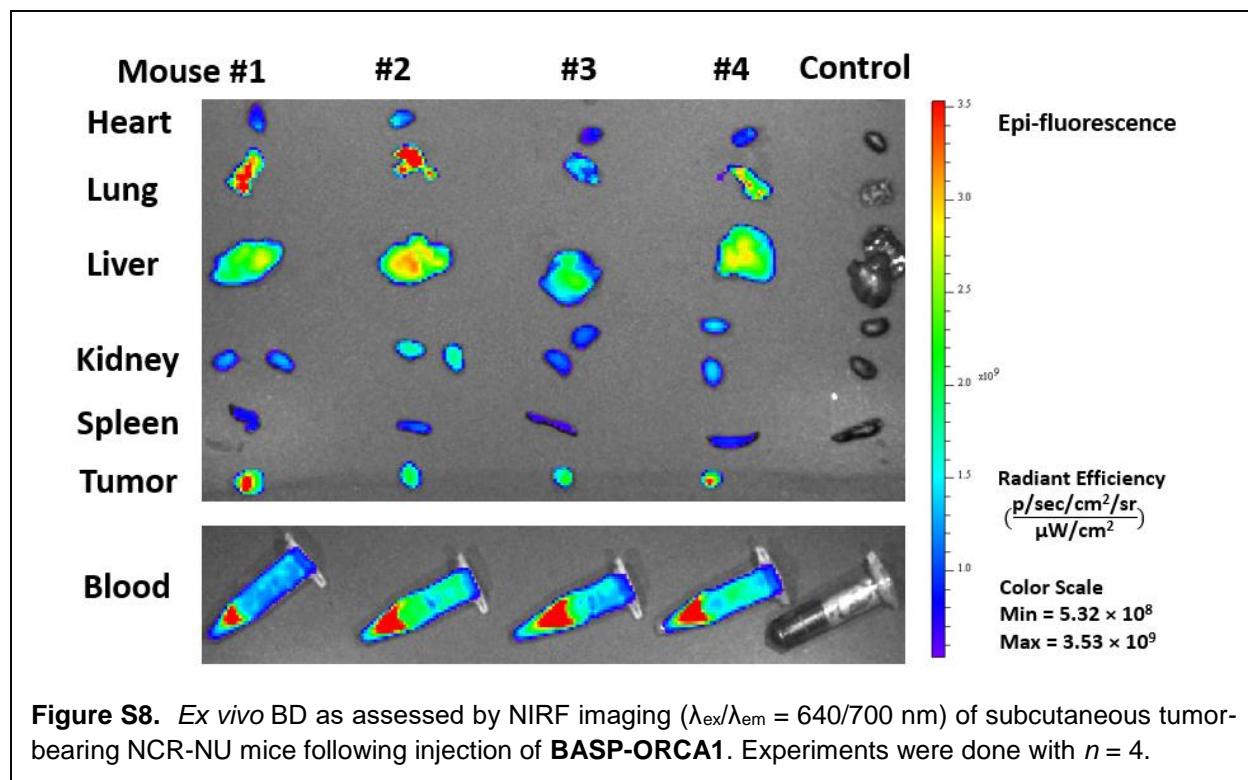 Mouse #1 #2 #3 #4 Control
Heart
Lung
Liver
Kidney
Spleen
Tumor
Blood
3.5
3.0
2.5
2.0 x10⁹
1.5
1.0
Epi-fluorescence
Radiant Efficiency
(p/sec/cm²/sr
µW/cm²)
Color Scale
Min = 5.32 × 10⁸
Max = 3.53 × 10⁹
Figure S8. Ex vivo BD as assessed by NIRF imaging (λex/λem = 640/700 nm) of subcutaneous tumor-
bearing NCR-NU mice following injection of BASP-ORCA1. Experiments were done with n = 4.